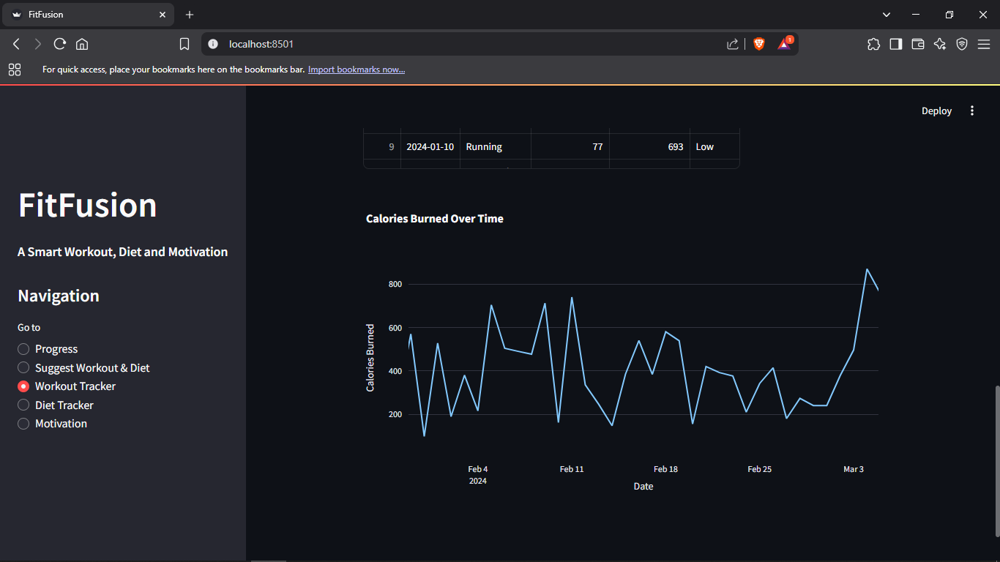 FitFusion
localhost:8501
1
For quick access, place your bookmarks here on the bookmarks bar. Import bookmarks now...
Deploy
9 2024-01-10 Running 77 693 Low
FitFusion
A Smart Workout, Diet and Motivation
Navigation
Go to
Progress
Suggest Workout & Diet
Workout Tracker
Diet Tracker
Motivation
Calories Burned Over Time
800
600
400
200
Calories Burned
Feb 4 Feb 11 Feb 18 Feb 25 Mar 3
2024
Date